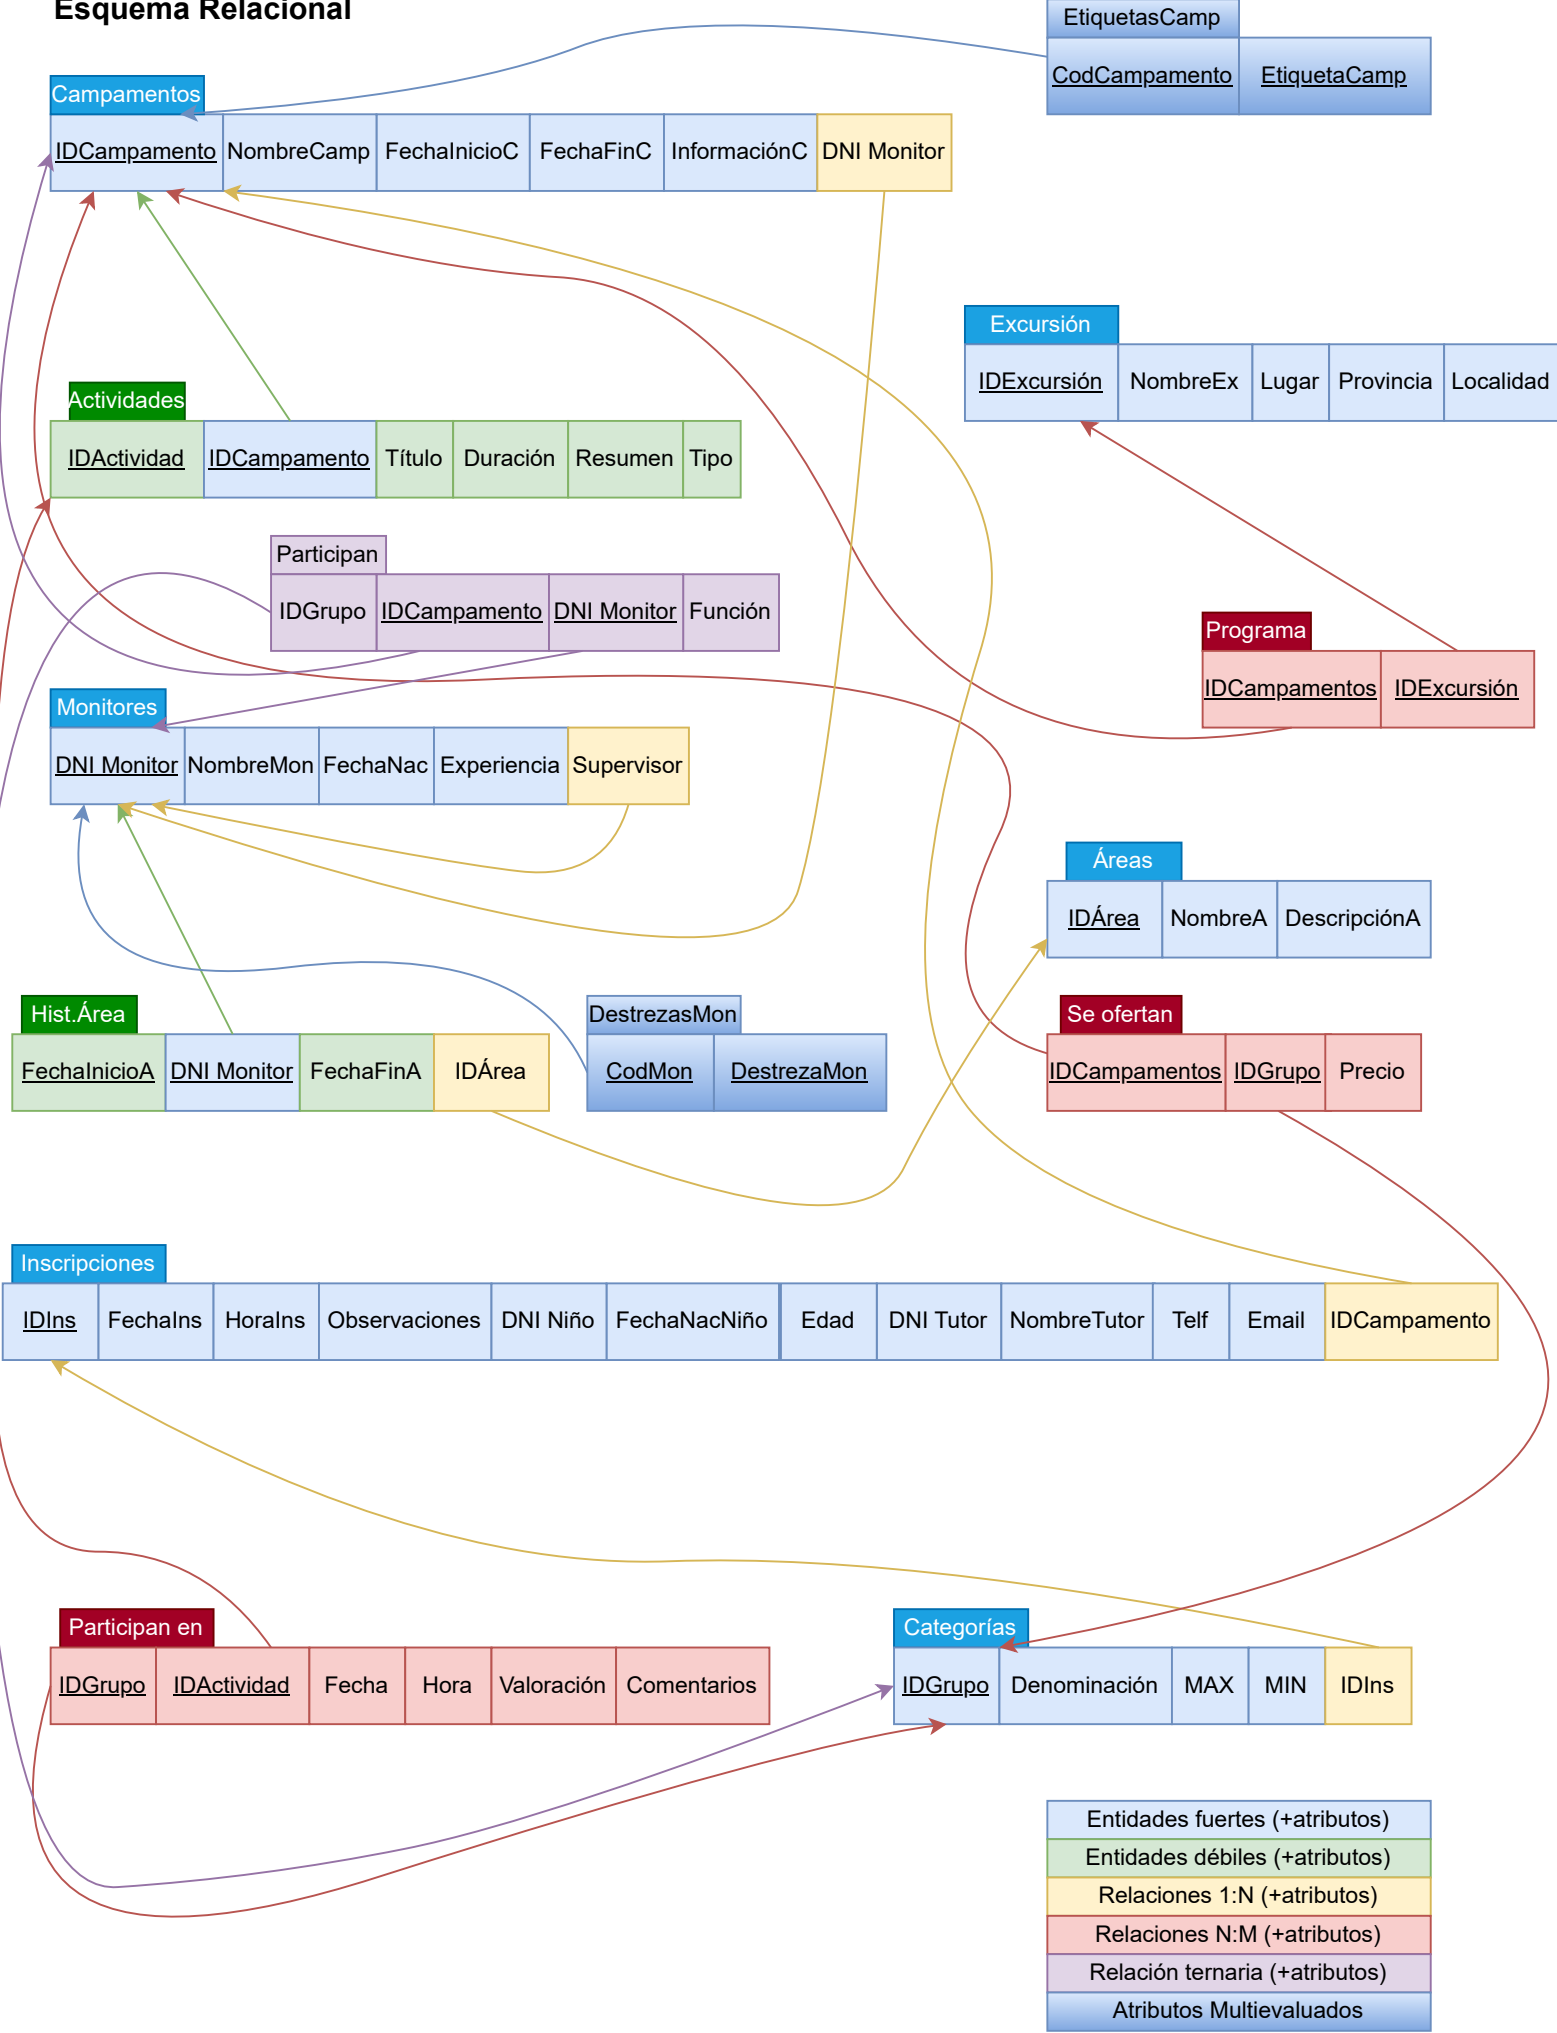 Esquema Relacional
EtiquetasCamp
CodCampamento EtiquetaCamp
Campamentos
IDCampamento NombreCamp FechaInicioC FechaFinC InformaciónC DNI Monitor
Excursión
IDExcursión NombreEx Lugar Provincia Localidad
Actividades
IDActividad IDCampamento Título Duración Resumen Tipo
Participan
IDGrupo IDCampamento DNI Monitor Función
Programa
IDCampamentos IDExcursión
Monitores
DNI Monitor NombreMon FechaNac Experiencia Supervisor
Áreas
IDÁrea NombreA DescripciónA
Hist.Área
FechaInicioA DNI Monitor FechaFinA IDÁrea
DestrezasMon
CodMon DestrezaMon
Se ofertan
IDCampamentos IDGrupo Precio
Inscripciones
IDIns FechaIns HoraIns Observaciones DNI Niño FechaNacNiño Edad DNI Tutor NombreTutor Telf Email IDCampamento
Participan en
IDGrupo IDActividad Fecha Hora Valoración Comentarios
Categorías
IDGrupo Denominación MAX MIN IDIns
Entidades fuertes (+atributos)
Entidades débiles (+atributos)
Relaciones 1:N (+atributos)
Relaciones N:M (+atributos)
Relación ternaria (+atributos)
Atributos Multievaluados